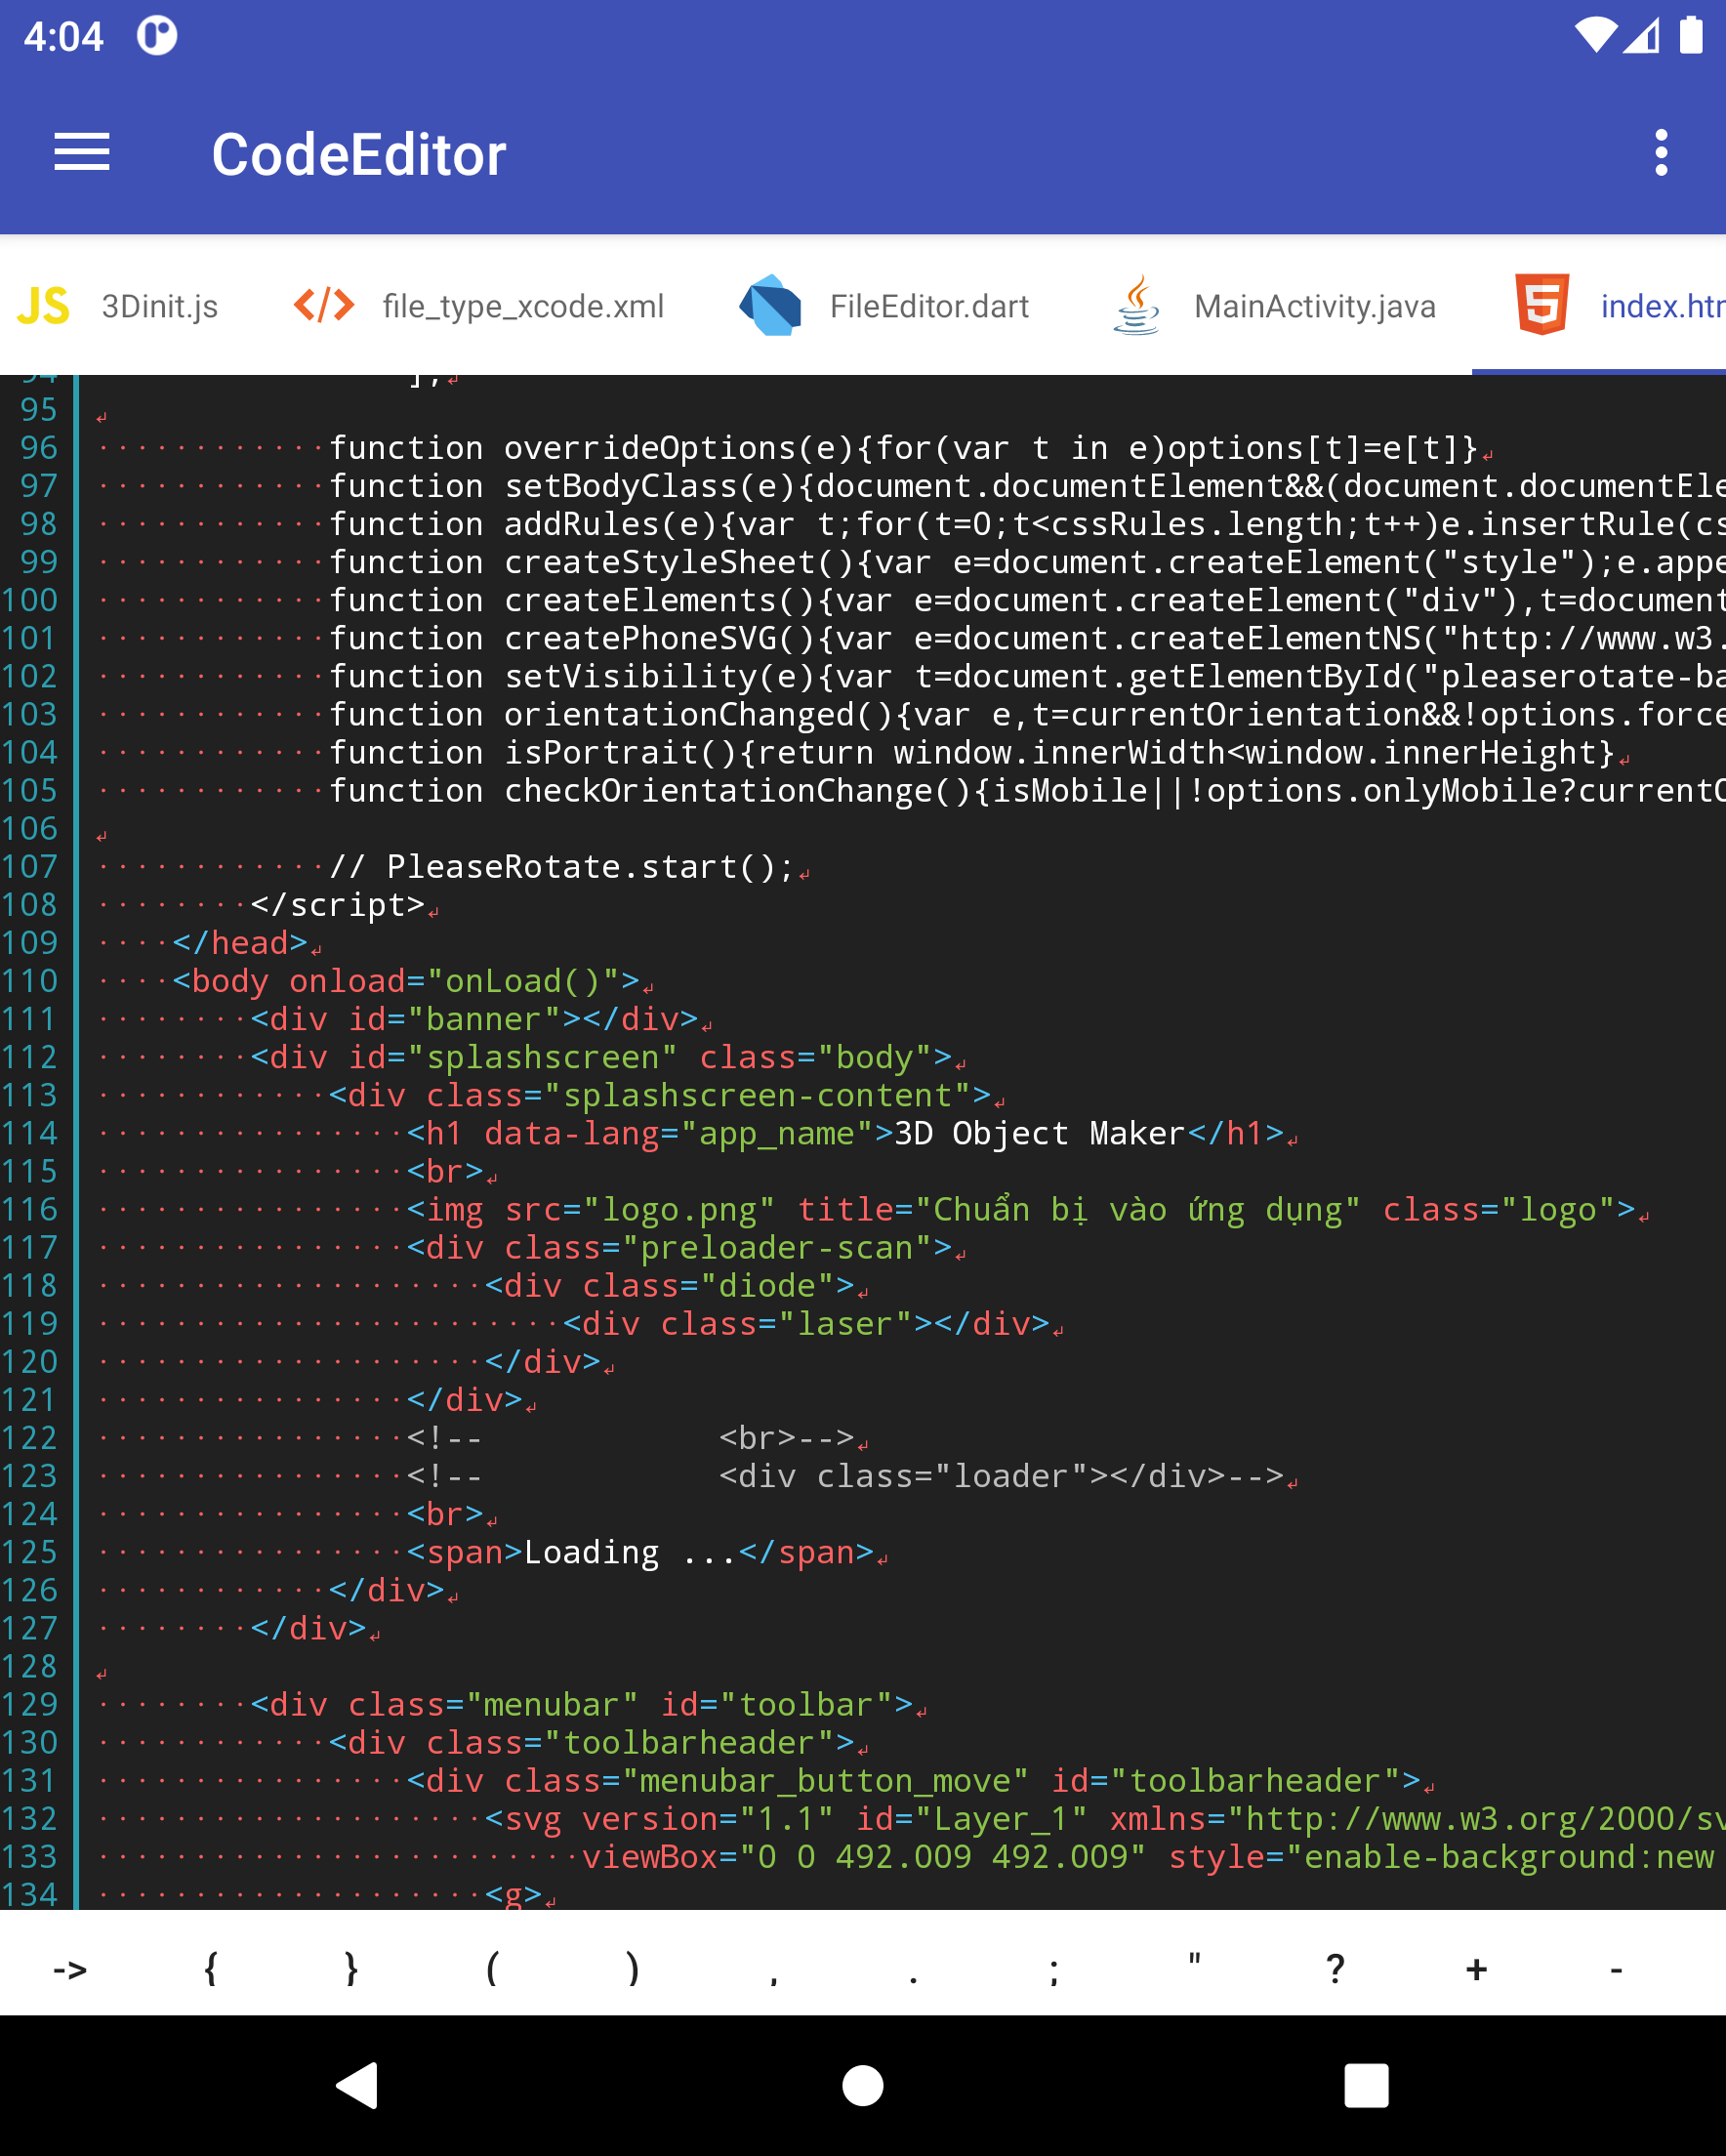 4:04
CodeEditor
JS 3Dinit.js </> file_type_xcode.xml FileEditor.dart MainActivity.java 5 index.htm
94 ];
95
96 function overrideOptions(e){for(var t in e)options[t]=e[t]}
97 function setBodyClass(e){document.documentElement&&(document.documentEle
98 function addRules(e){var t;for(t=0;t<cssRules.length;t++)e.insertRule(cs
99 function createStyleSheet(){var e=document.createElement("style");e.appe
100 function createElements(){var e=document.createElement("div"),t=document
101 function createPhoneSVG(){var e=document.createElementNS("http://www.w3.
102 function setVisibility(e){var t=document.getElementById("pleaserotate-ba
103 function orientationChanged(){var e,t=currentOrientation&&!options.force
104 function isPortrait(){return window.innerWidth<window.innerHeight}
105 function checkOrientationChange(){isMobile||!options.onlyMobile?currentO
106
107 // PleaseRotate.start();
108 </script>
109 </head>
110 <body onload="onLoad()">
111 <div id="banner"></div>
112 <div id="splashscreen" class="body">
113 <div class="splashscreen-content">
114 <h1 data-lang="app_name">3D Object Maker</h1>
115 <br>
116 <img src="logo.png" title="Chuẩn bị vào ứng dụng" class="logo">
117 <div class="preloader-scan">
118 <div class="diode">
119 <div class="laser"></div>
120 </div>
121 </div>
122 <!-- <br>-->
123 <!-- <div class="loader"></div>-->
124 <br>
125 <span>Loading ...</span>
126 </div>
127 </div>
128
129 <div class="menubar" id="toolbar">
130 <div class="toolbarheader">
131 <div class="menubar_button_move" id="toolbarheader">
132 <svg version="1.1" id="Layer_1" xmlns="http://www.w3.org/2000/sv
133 viewBox="0 0 492.009 492.009" style="enable-background:new
134 <g>
-> { } ( ) , . ; " ? + -